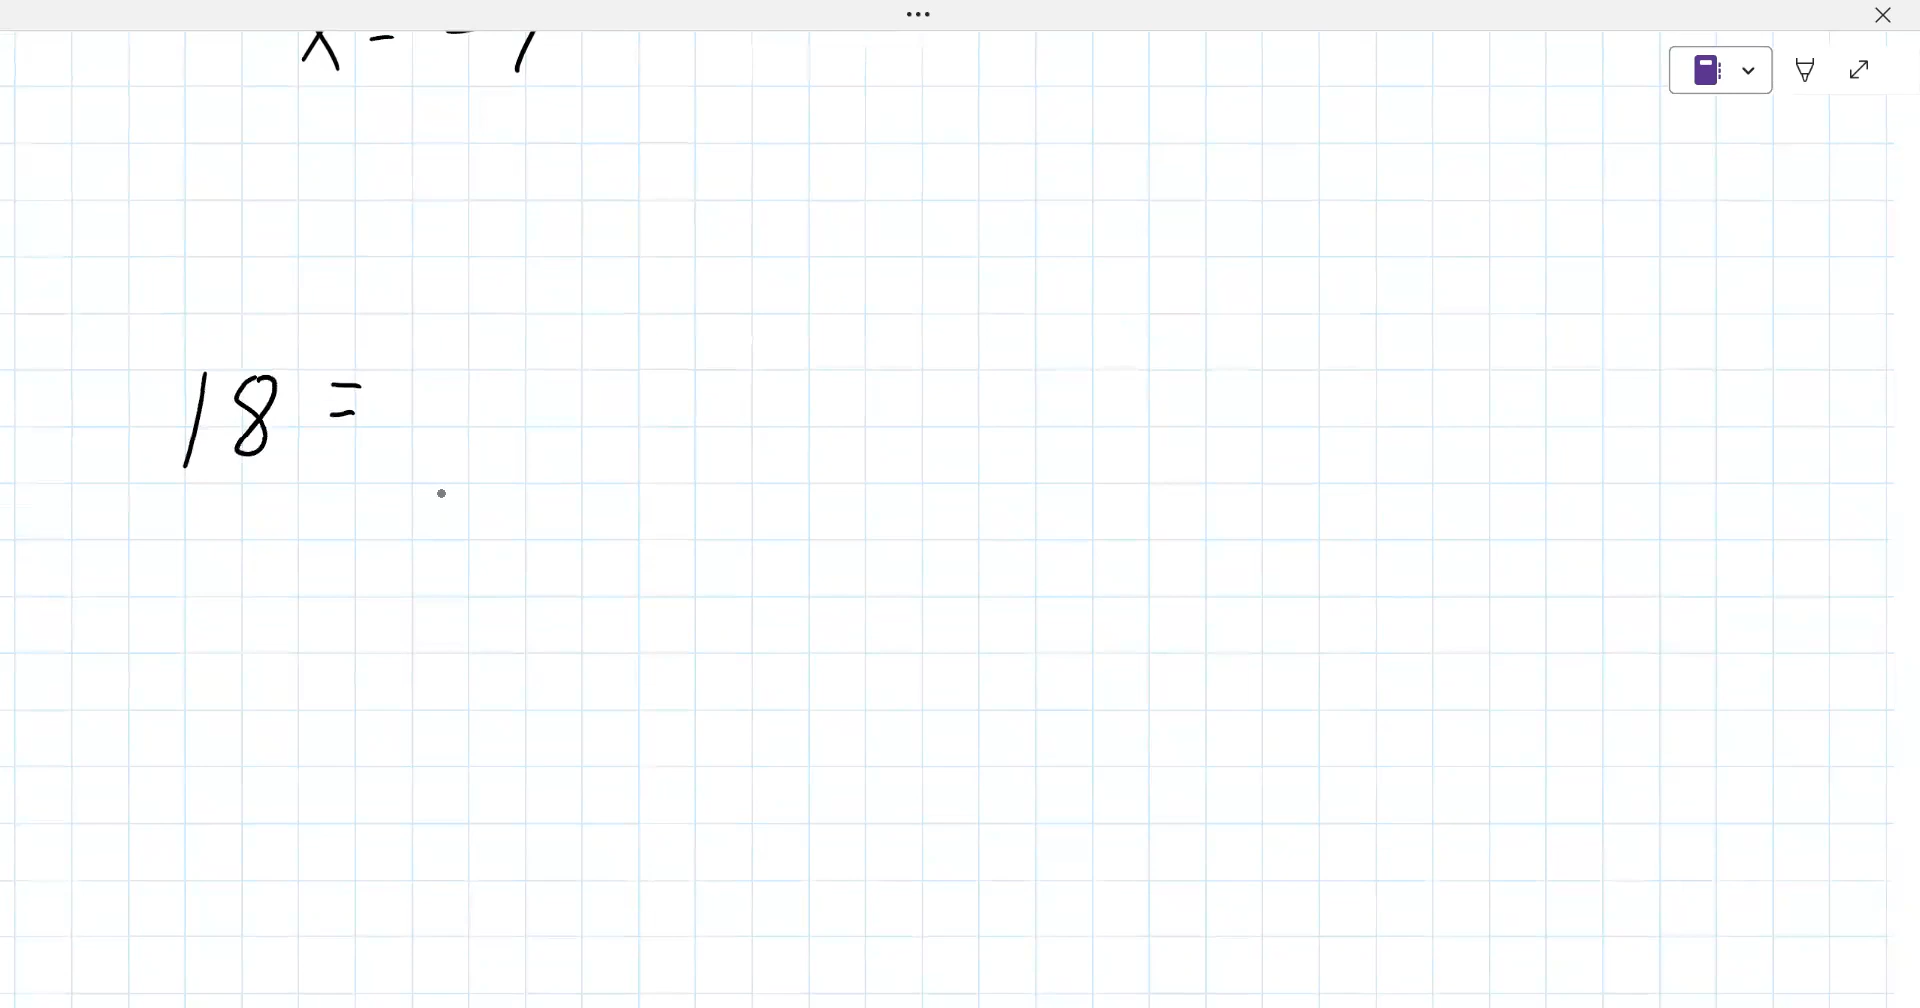 x = -
18 =